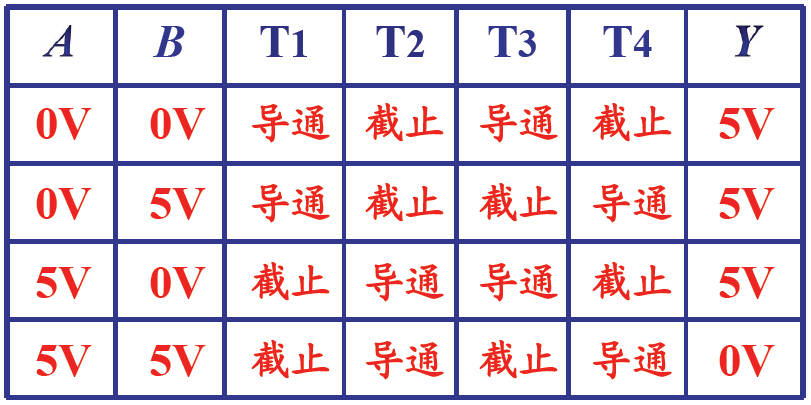 A B T1 T2 T3 T4 Y
0V 0V 导通 截止 导通 截止 5V
0V 5V 导通 截止 截止 导通 5V
5V 0V 截止 导通 导通 截止 5V
5V 5V 截止 导通 截止 导通 0V